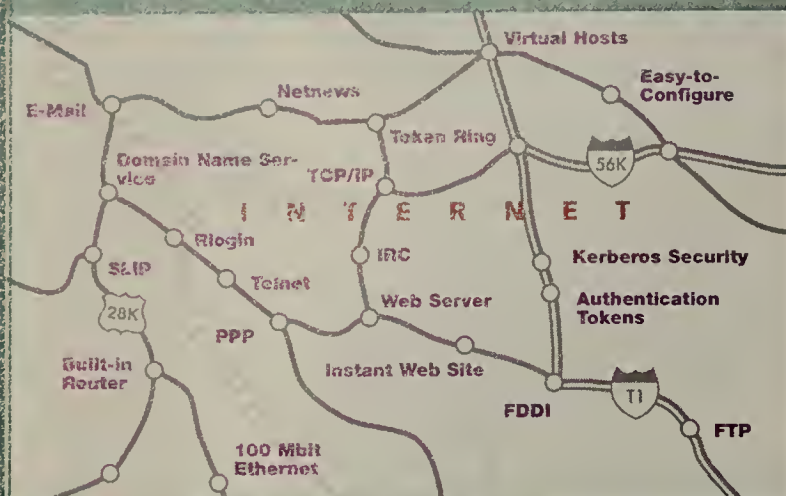 Virtual Hosts
Easy-to-
Configure
Netnews
E-Mail
Token Ring
Domain Name Ser-
vice
TCP/IP
56K
I N T E R N E T
Rlogin
IRC
Kerberos Security
SLIP
Telnet
Authentication
Tokens
28K
Web Server
PPP
Built-in
Router
Instant Web Site
T1
FDDI
FTP
100 Mbit
Ethernet